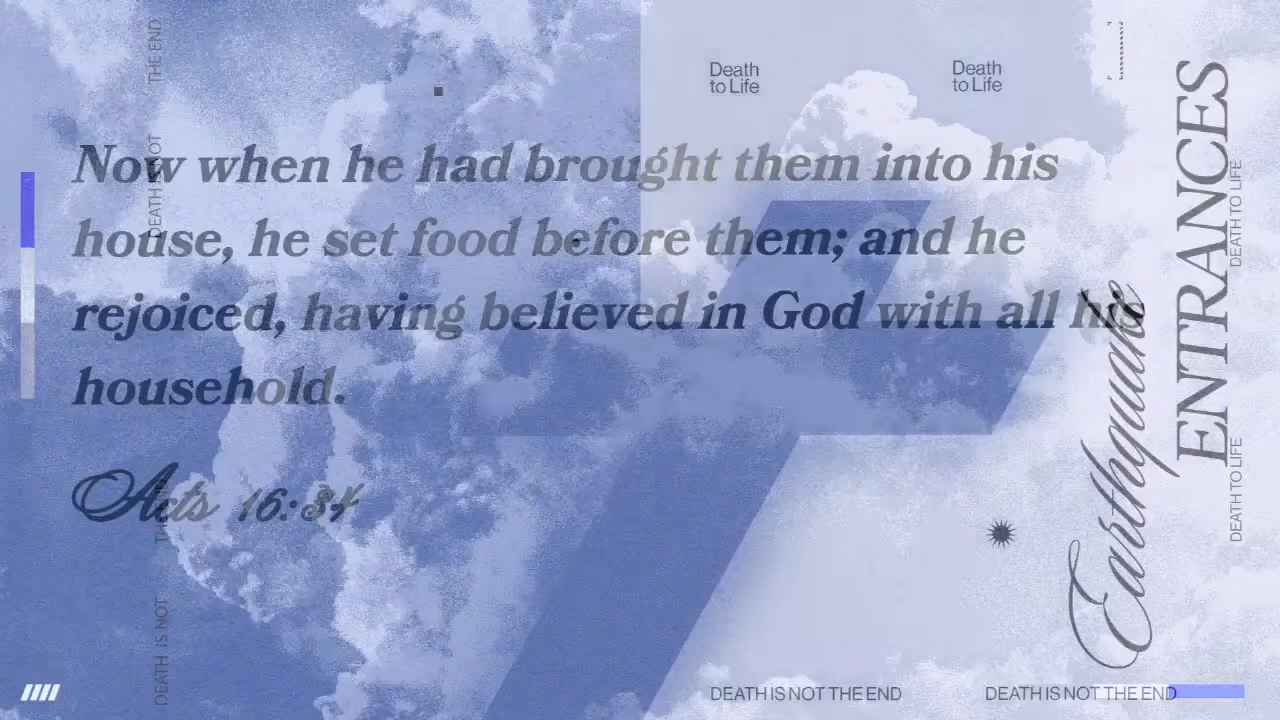 THE END
DEATH IS NOT
Death
to Life
Death
to Life
Now when he had brought them into his
house, he set food before them; and he
rejoiced, having believed in God with all his
household.
Acts 16:34
DEATH IS NOT
Earthquake
ENTRANCES
DEATH TO LIFE
DEATH TO LIFE
DEATH IS NOT THE END
DEATH IS NOT THE END